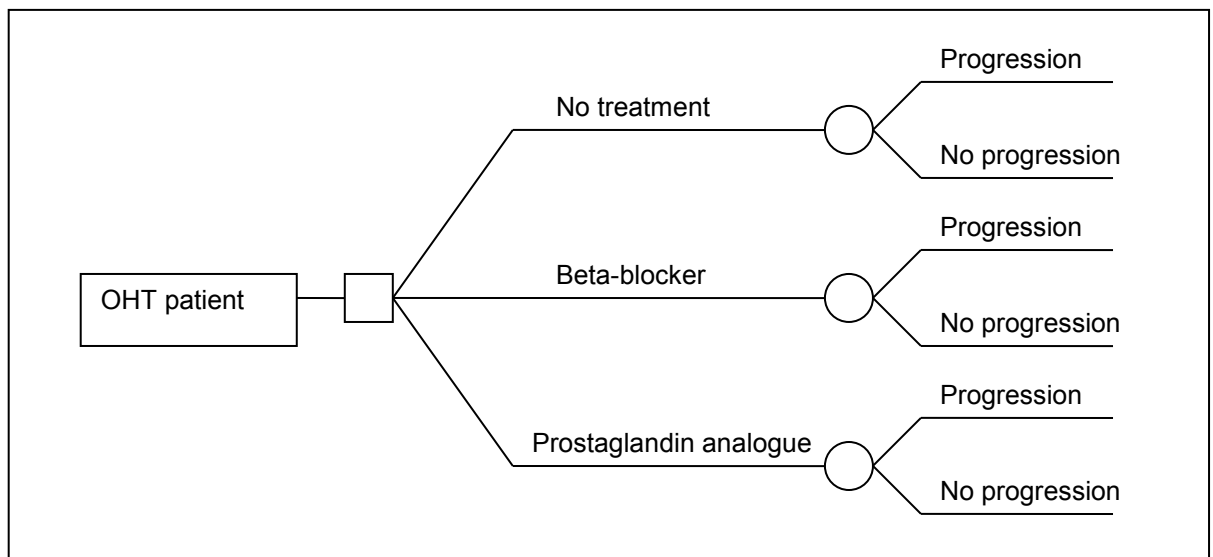 Progression
No treatment
No progression
Progression
OHT patient
Beta-blocker
No progression
Progression
Prostaglandin analogue
No progression